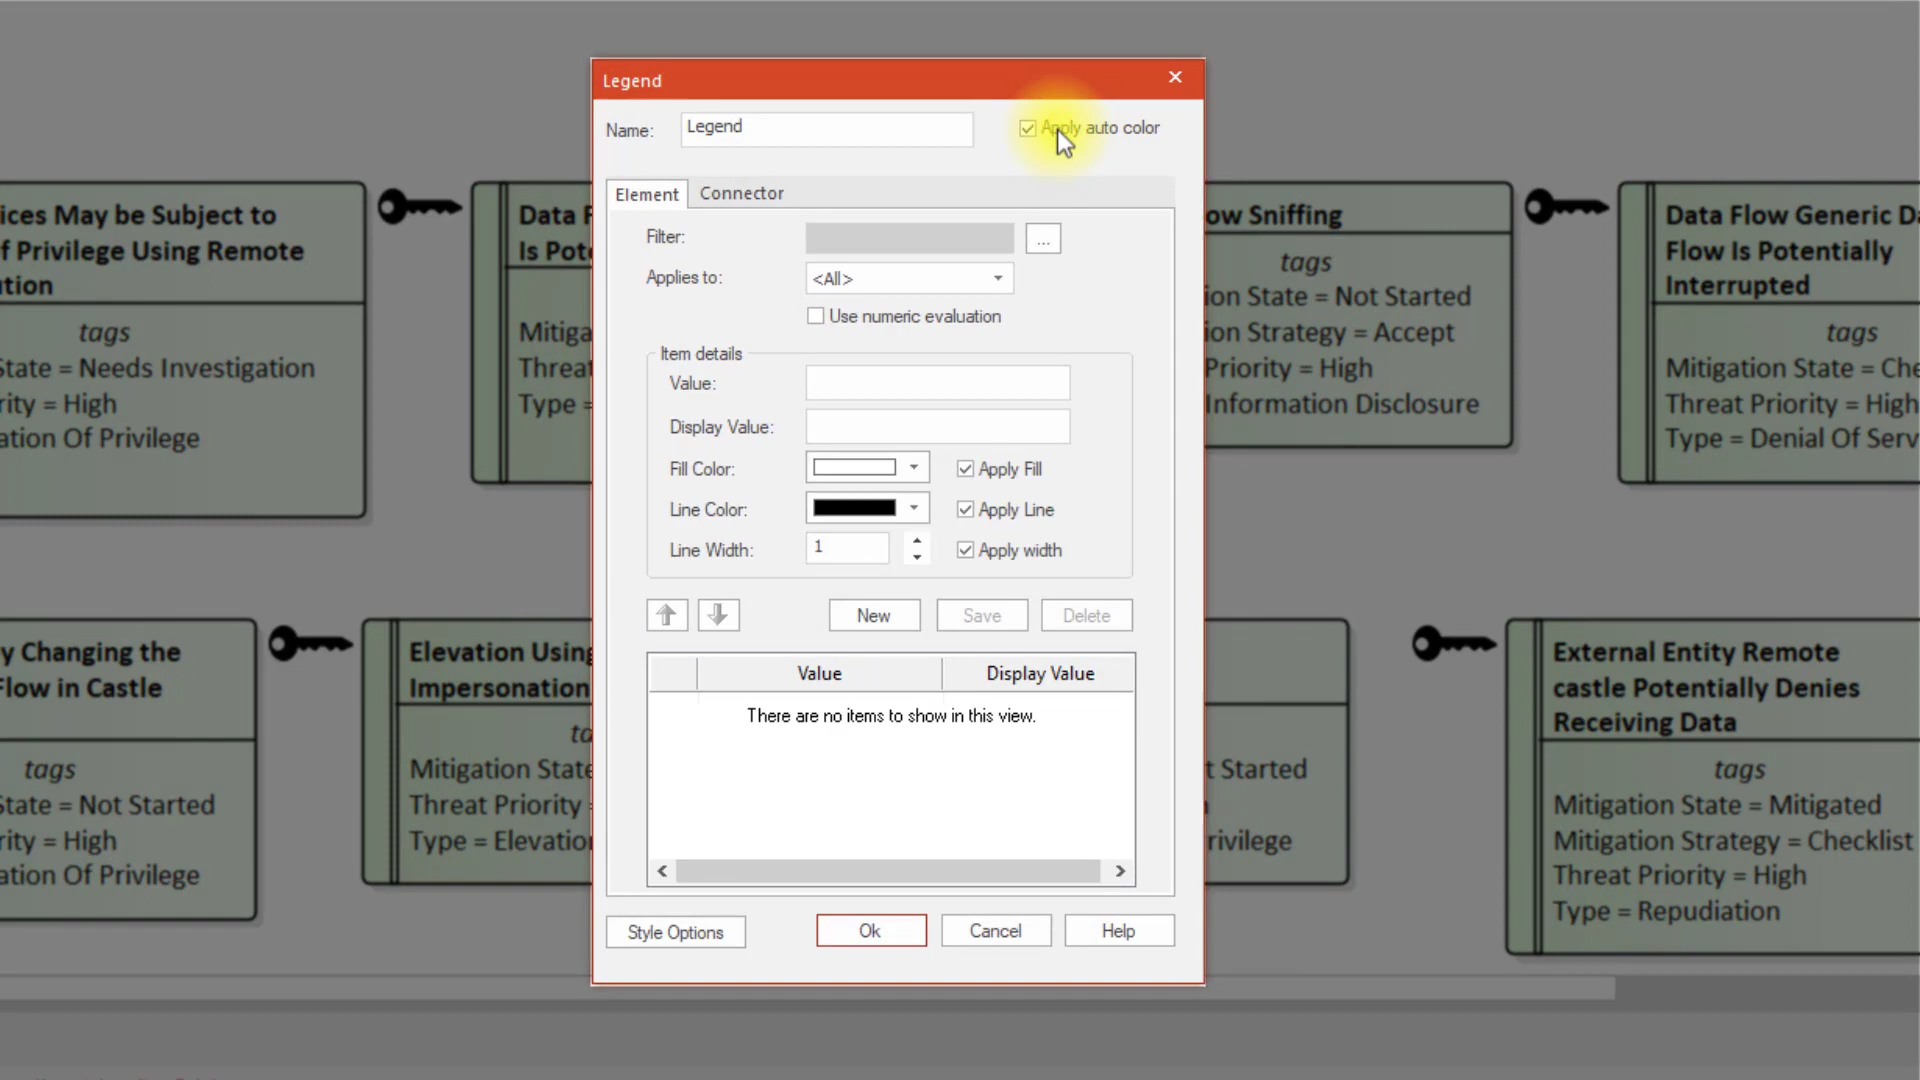 Legend
Name:
Legend
Apply auto color
Element
Connector
Filter:
...
Applies to:
<All>
Use numeric evaluation
Item details
Value:
Display Value:
Fill Color:
Apply Fill
Line Color:
Apply Line
Line Width:
1
Apply width
New
Save
Delete
Value
Display Value
There are no items to show in this view.
Style Options
Ok
Cancel
Help
ices May be Subject to
of Privilege Using Remote
ution
tags
State = Needs Investigation
rity = High
ation Of Privilege
Data F
Is Pote
Mitiga
Threat
Type =
ow Sniffing
tags
ion State = Not Started
ion Strategy = Accept
Priority = High
Information Disclosure
Data Flow Generic Da
Flow Is Potentially
Interrupted
tags
Mitigation State = Che
Threat Priority = High
Type = Denial Of Serv
y Changing the
Flow in Castle
tags
State = Not Started
rity = High
ation Of Privilege
Elevation Using
Impersonation
ta
Mitigation State
Threat Priority =
Type = Elevation
t Started
rivilege
External Entity Remote
castle Potentially Denies
Receiving Data
tags
Mitigation State = Mitigated
Mitigation Strategy = Checklist
Threat Priority = High
Type = Repudiation